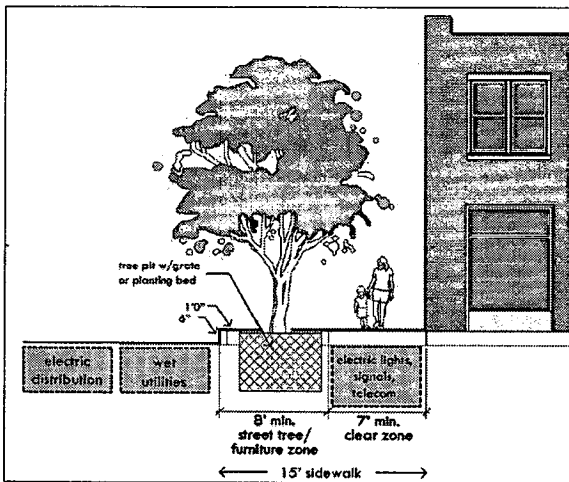 tree pit w/grate
or planting bed
1'0"
6"
electric
distribution
wet
utilities
electric lights,
signals,
telecom
8' min.
street tree/
furniture zone
7' min.
clear zone
15' sidewalk